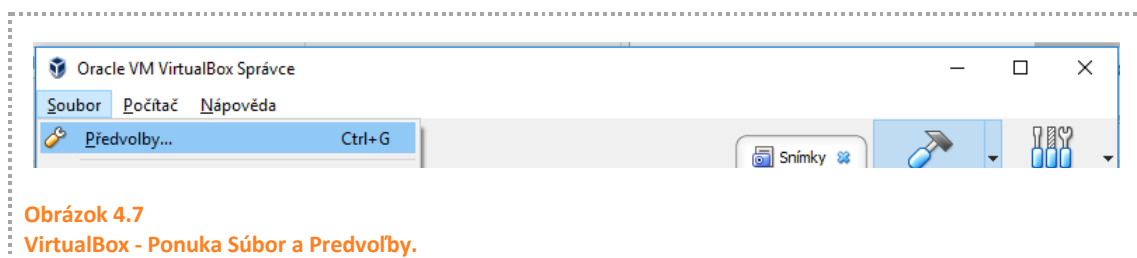 Oracle VM VirtualBox Správce
Soubor Počítač Nápověda
Předvolby... Ctrl+G
Snímky
Obrázok 4.7
VirtualBox - Ponuka Súbor a Predvoľby.